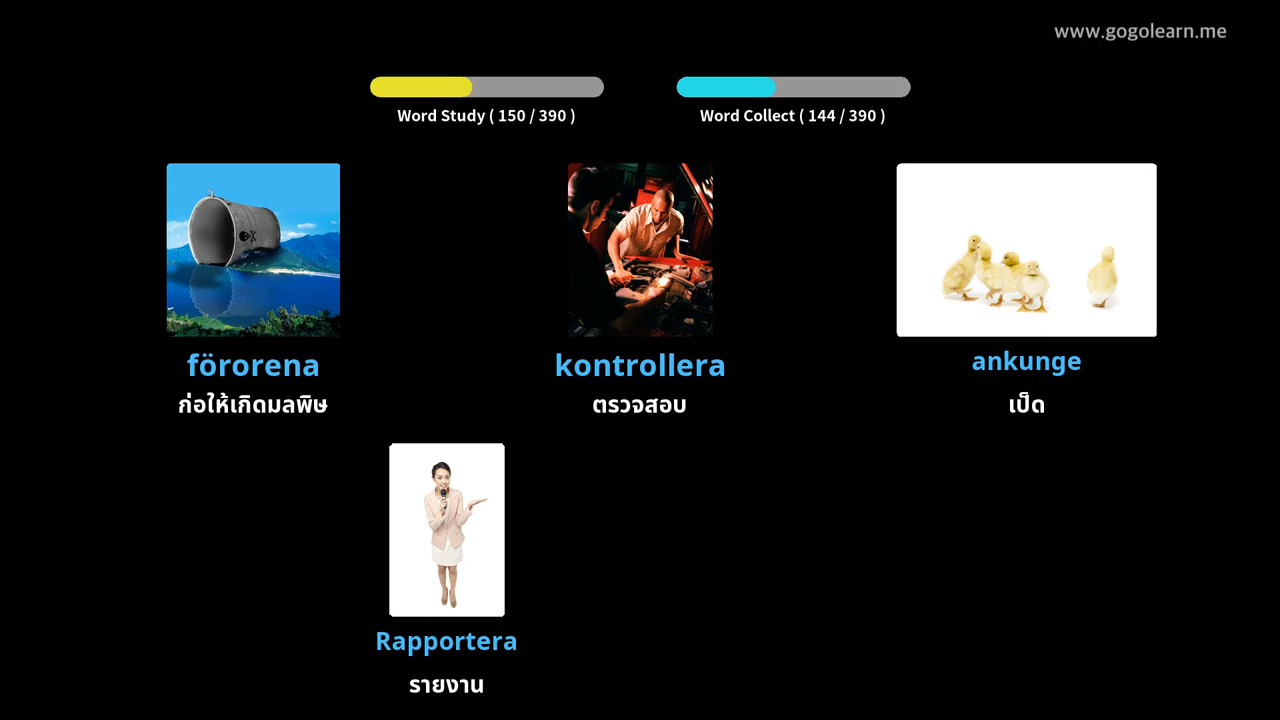 www.gogolearn.me
Word Study ( 150 / 390 )
Word Collect ( 144 / 390 )
förorena
ก่อให้เกิดมลพิษ
kontrollera
ตรวจสอบ
ankunge
เป็ด
Rapportera
รายงาน